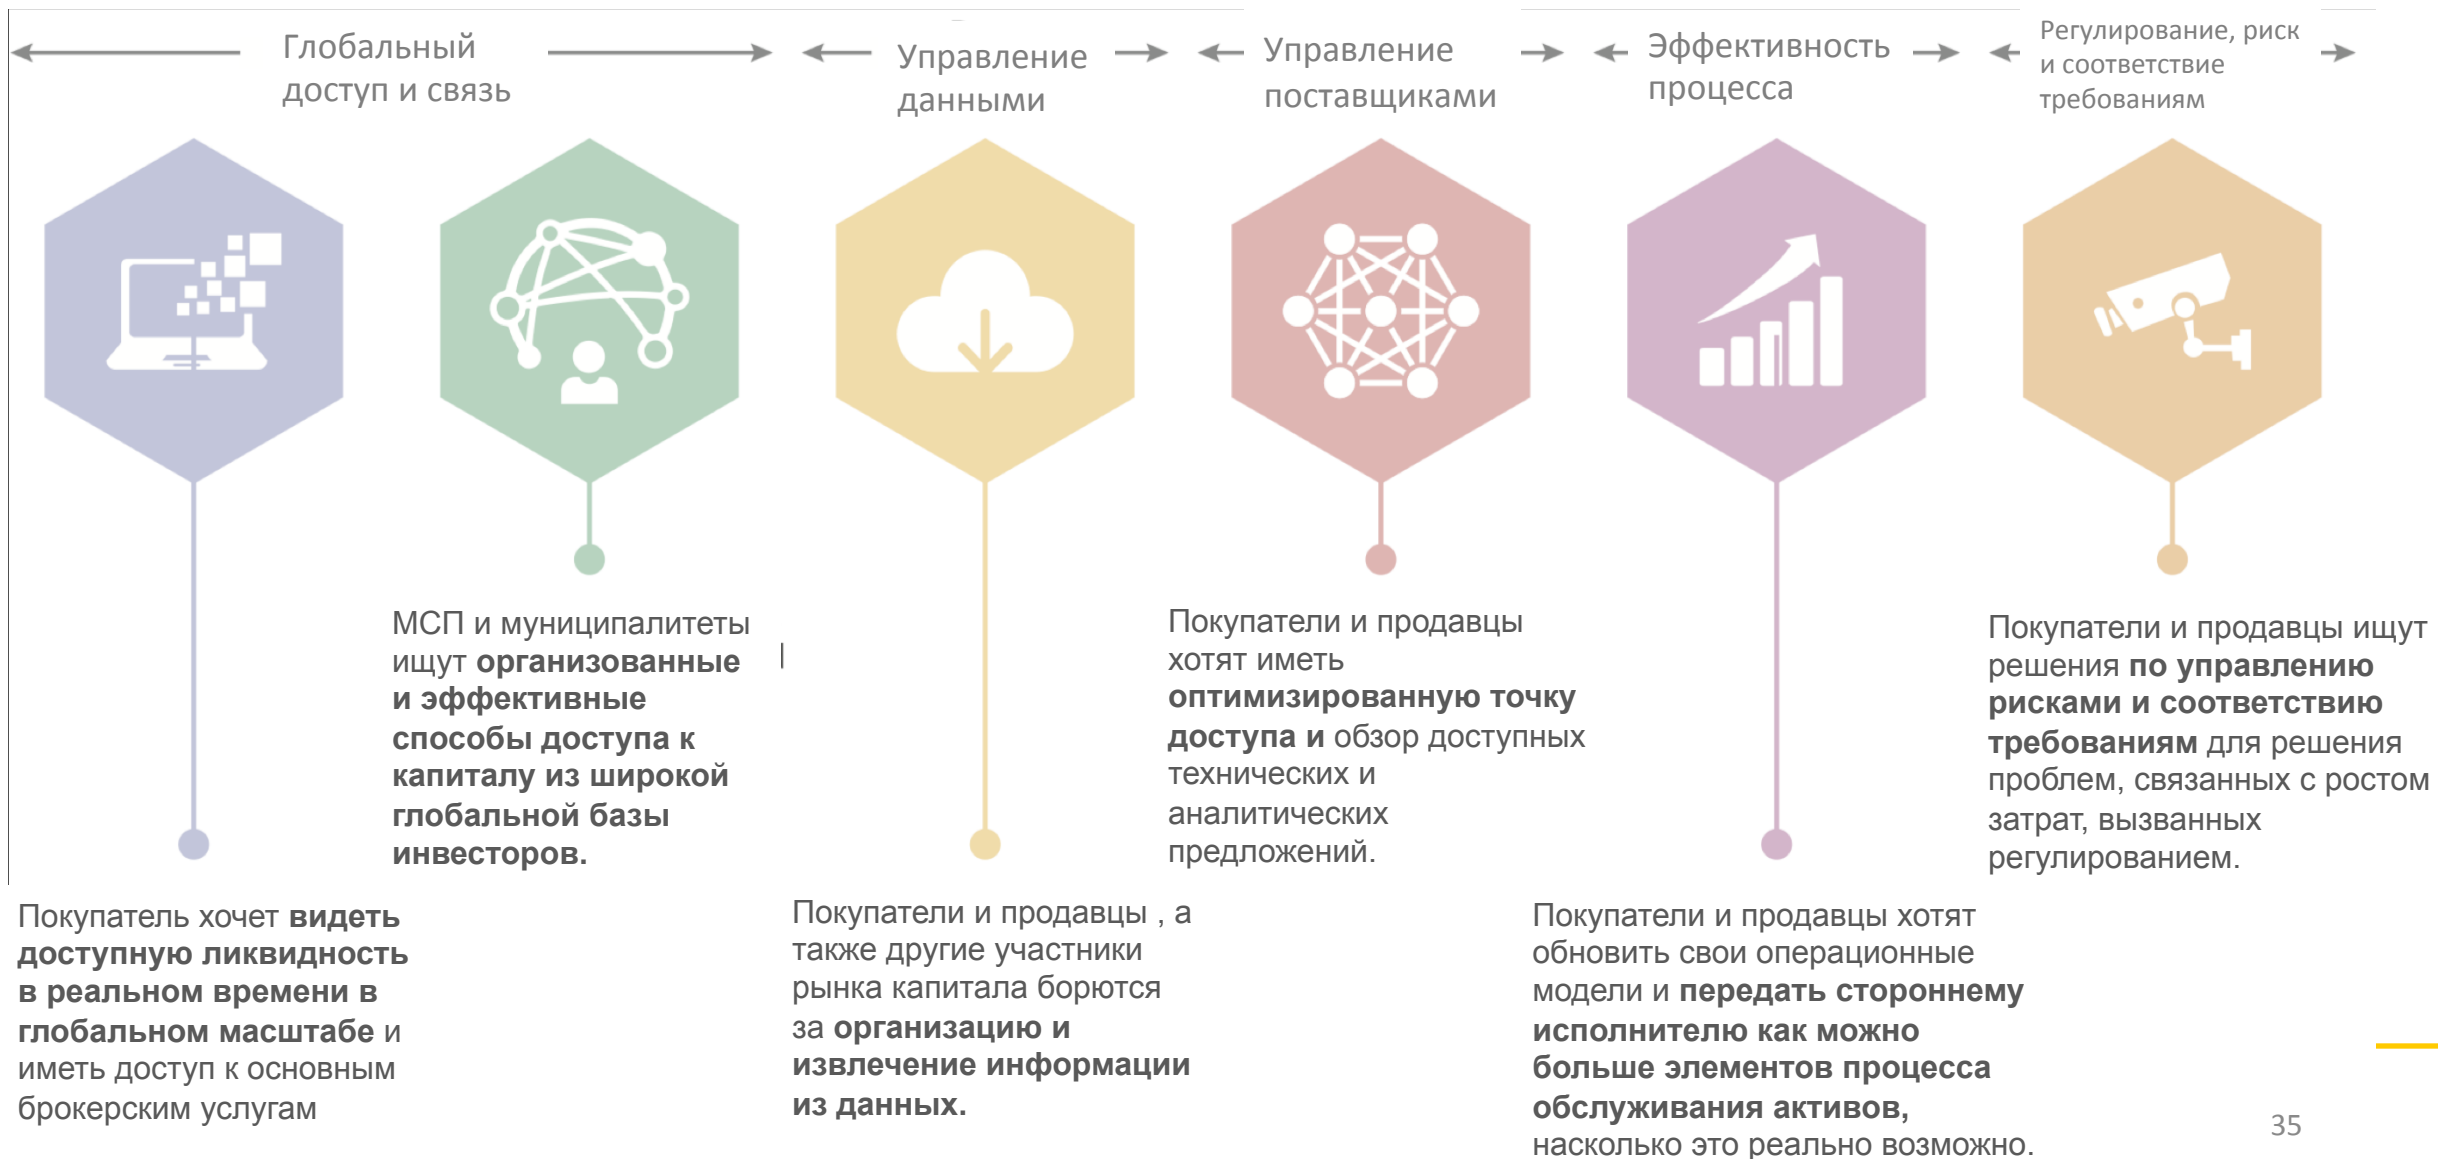 Глобальный
доступ и связь
Управление
данными
Управление
поставщиками
Эффективность
процесса
Регулирование, риск
и соответствие
требованиям
МСП и муниципалитеты
ищут организованные
и эффективные
способы доступа к
капиталу из широкой
глобальной базы
инвесторов.
Покупатели и продавцы
хотят иметь
оптимизированную точку
доступа и обзор доступных
технических и
аналитических
предложений.
Покупатели и продавцы ищут
решения по управлению
рисками и соответствию
требованиям для решения
проблем, связанных с ростом
затрат, вызванных
регулированием.
Покупатель хочет видеть
доступную ликвидность
в реальном времени в
глобальном масштабе и
иметь доступ к основным
брокерским услугам
Покупатели и продавцы , а
также другие участники
рынка капитала борются
за организацию и
извлечение информации
из данных.
Покупатели и продавцы хотят
обновить свои операционные
модели и передать стороннему
исполнителю как можно
больше элементов процесса
обслуживания активов,
насколько это реально возможно.
35